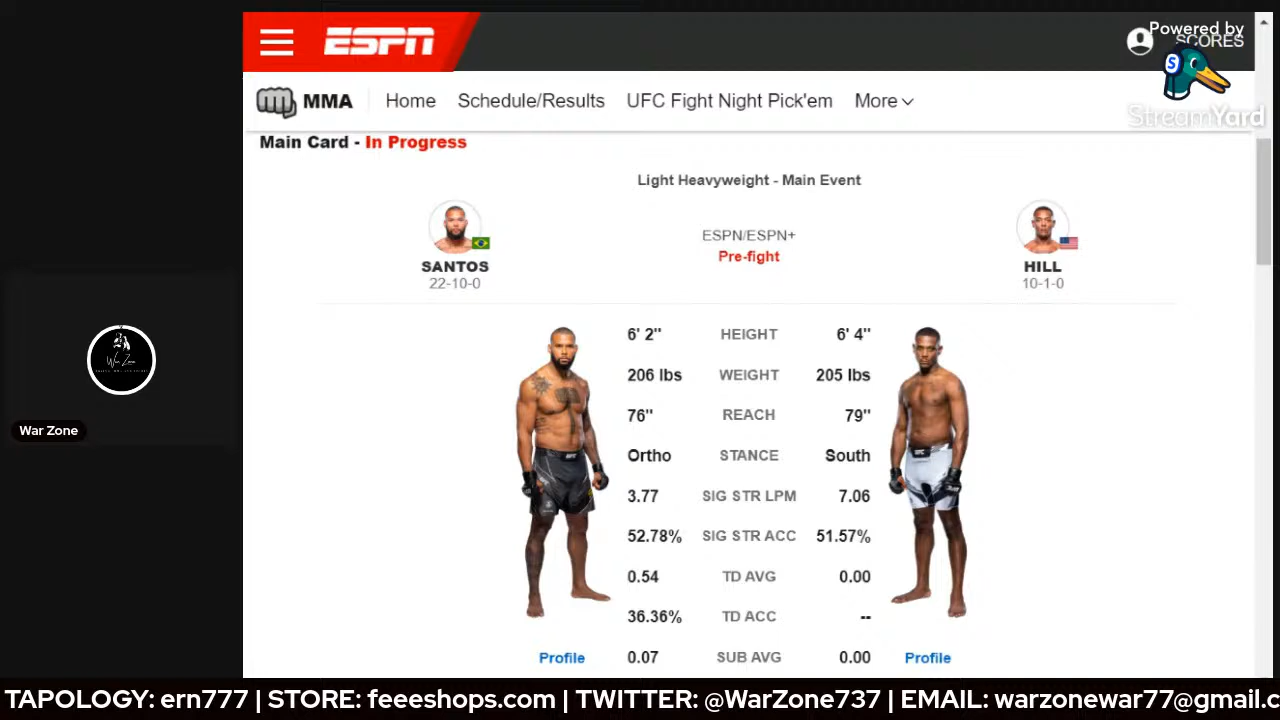 Powered by
ESPN
SCORES
StreamYard
MMA Home Schedule/Results UFC Fight Night Pick'em More
Main Card - In Progress
Light Heavyweight - Main Event
ESPN/ESPN+
Pre-fight
SANTOS
22-10-0
HILL
10-1-0
6' 2" HEIGHT 6' 4"
206 lbs WEIGHT 205 lbs
76" REACH 79"
Ortho STANCE South
3.77 SIG STR LPM 7.06
52.78% SIG STR ACC 51.57%
0.54 TD AVG 0.00
36.36% TD ACC --
Profile 0.07 SUB AVG 0.00 Profile
War Zone
War Zone
TAPOLOGY: ern777 | STORE: feeeshops.com | TWITTER: @WarZone737 | EMAIL: warzonewar77@gmail.c